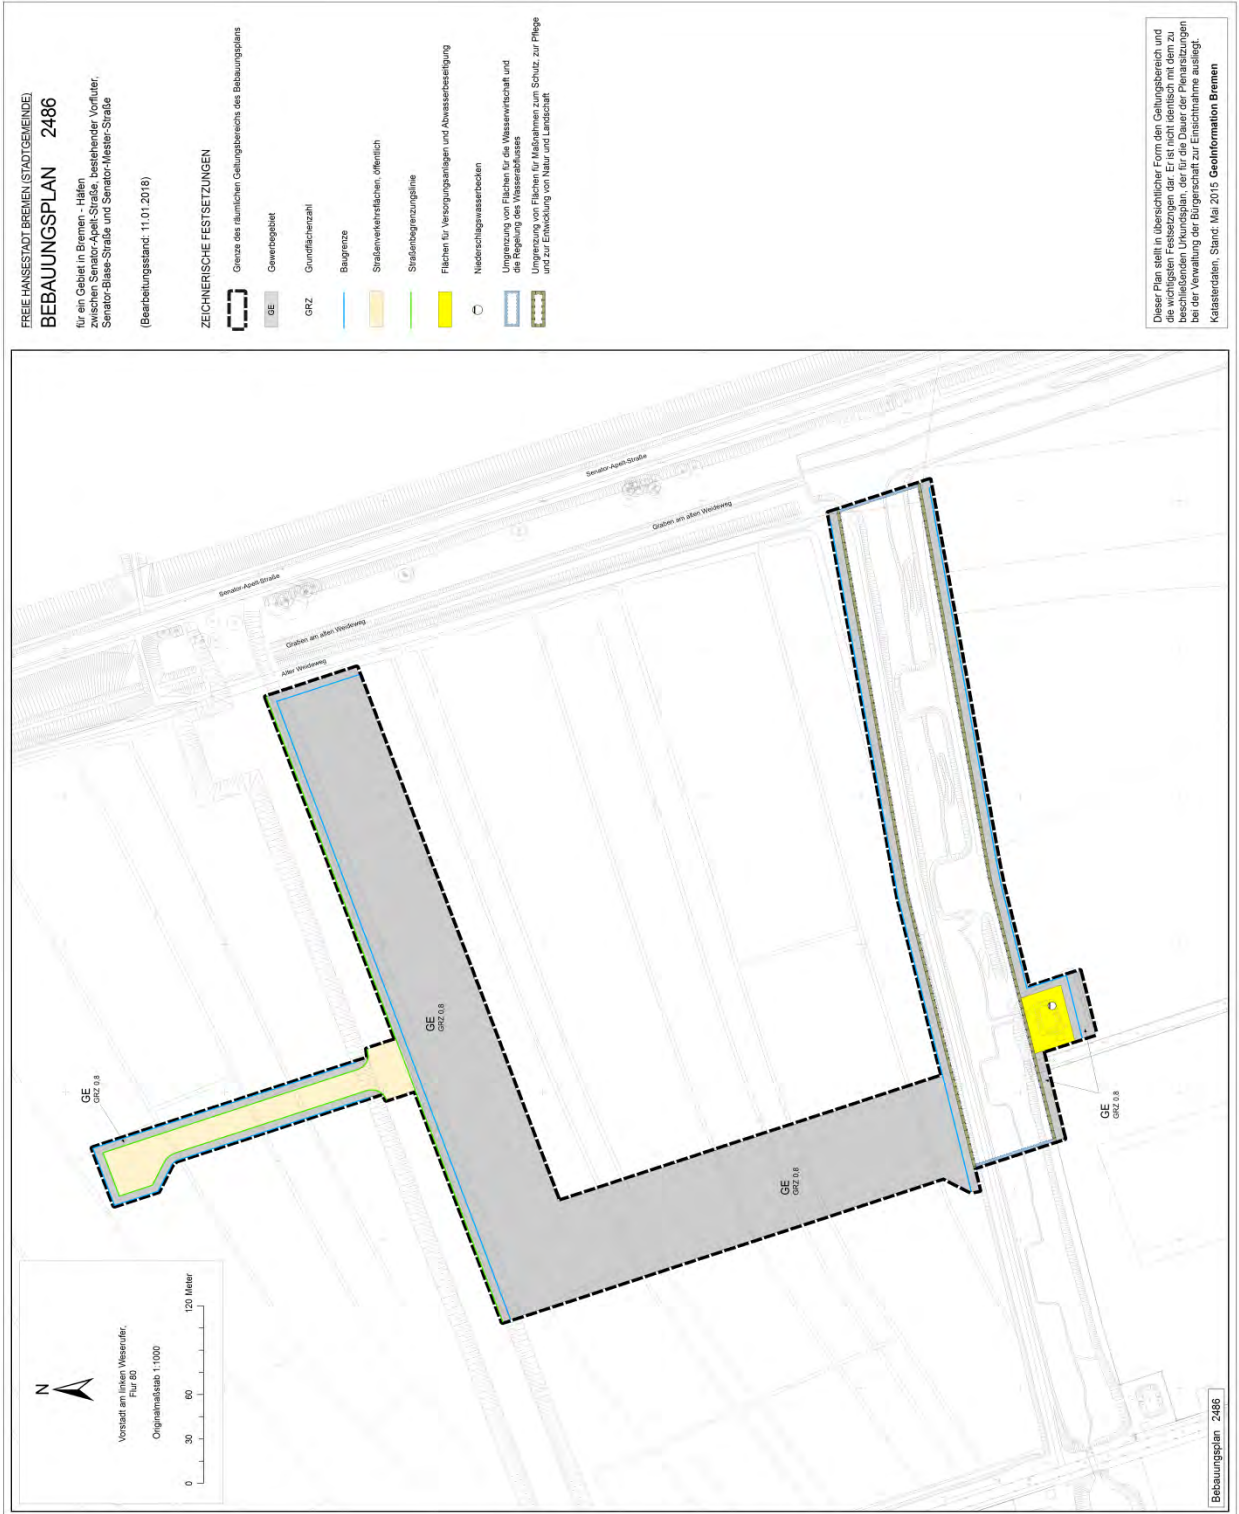 FREIE HANSESTADT BREMEN (STADTGEMEINDE)
BEBAUUNGSPLAN 2486
für ein Gebiet in Bremen - Häfen
zwischen Senator-Apelt-Straße, bestehender Vorfluter,
Senator-Blase-Straße und Senator-Mester-Straße
(Bearbeitungsstand: 11.01.2018)
ZEICHNERISCHE FESTSETZUNGEN
Grenze des räumlichen Geltungsbereichs des Bebauungsplans
GE Gewerbegebiet
GRZ Grundflächenzahl
Baugrenze
Straßenverkehrsflächen, öffentlich
Straßenbegrenzungslinie
Flächen für Versorgungsanlagen und Abwasserbeseitigung
Niederschlagswasserbecken
Umgrenzung von Flächen für die Wasserwirtschaft und
die Regelung des Wasserabflusses
Umgrenzung von Flächen für Maßnahmen zum Schutz, zur Pflege
und zur Entwicklung von Natur und Landschaft
Dieser Plan stellt in übersichtlicher Form den Geltungsbereich und
die wichtigsten Festsetzungen dar. Er ist nicht identisch mit dem zu
beschließenden Urkundsplan, der für die Dauer der Plenarsitzungen
bei der Verwaltung der Bürgerschaft zur Einsichtnahme ausliegt.
Katasterdaten, Stand: Mai 2015 GeoInformation Bremen
N
Vorstadt am linken Weserufer,
Flur 80
Originalmaßstab 1:1000
0 30 60 120 Meter
GE
GRZ 0,8
GE
GRZ 0,8
GE
GRZ 0,8
GE
GRZ 0,8
Senator-Apelt-Straße
Graben am alten Weideweg
Alter Weideweg
Senator-Apelt-Straße
Graben am alten Weideweg
Bebauungsplan 2486